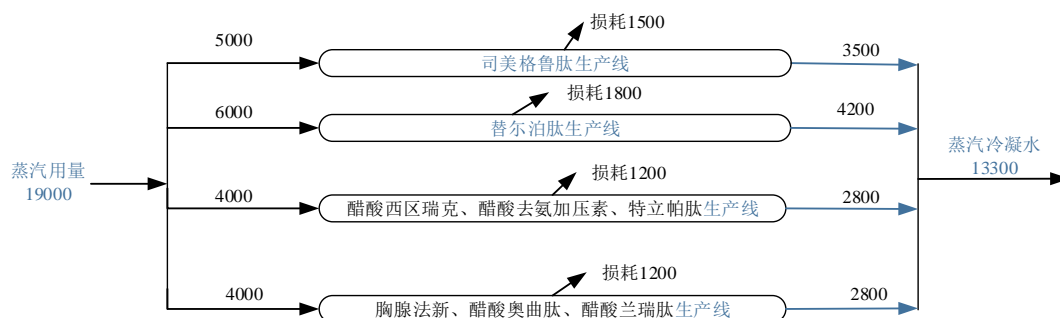 损耗1500
5000
司美格鲁肽生产线
3500
损耗1800
6000
替尔泊肽生产线
4200
蒸汽用量
19000
蒸汽冷凝水
13300
损耗1200
4000
醋酸西区瑞克、醋酸去氨加压素、特立帕肽生产线
2800
损耗1200
4000
胸腺法新、醋酸奥曲肽、醋酸兰瑞肽生产线
2800